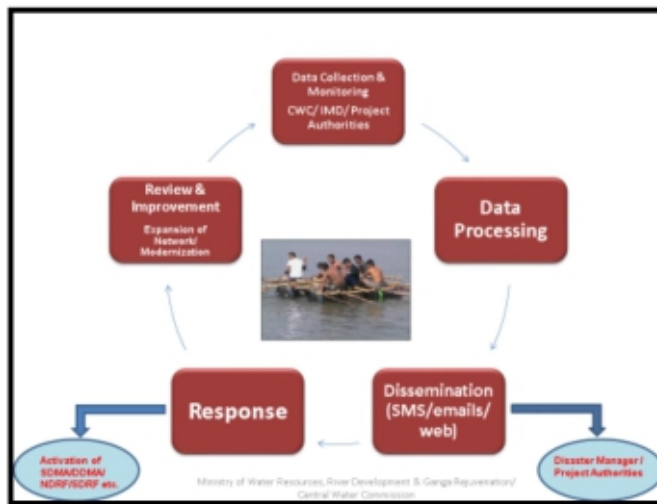 Data Collection &
Monitoring
CWC/ IMD/ Project
Authorities
Data
Processing
Dissemination
(SMS/emails/
web)
Disaster Manager /
Project Authorities
Response
Activation of
SDMA/DDMA/
NDRF/SDRF etc.
Review &
Improvement
Expansion of
Network/
Modernization
Ministry of Water Resources, River Development & Ganga Rejuvenation/
Central Water Commission